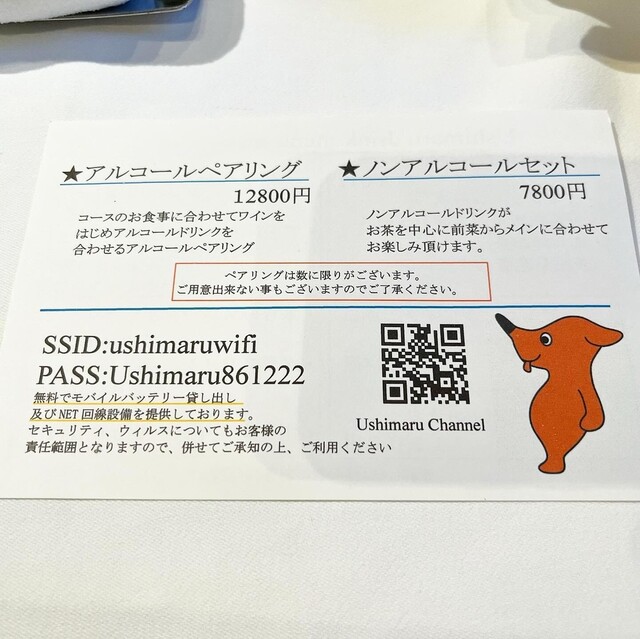 ★アルコールペアリング
12800円
コースのお食事に合わせてワインを
はじめアルコールドリンクを
合わせるアルコールペアリング
★ノンアルコールセット
7800円
ノンアルコールドリンクが
お茶を中心に前菜からメインに合わせて
お楽しみ頂けます。
ペアリングは数に限りがございます。
ご用意出来ない事もございますのでご了承ください。
SSID:ushimaruwifi
PASS:Ushimaru861222
無料でモバイルバッテリー貸し出し
及びNET回線設備を提供しております。
セキュリティ、ウィルスについてもお客様の
責任範囲となりますので、併せてご承知の上、ご利用ください
Ushimaru Channel